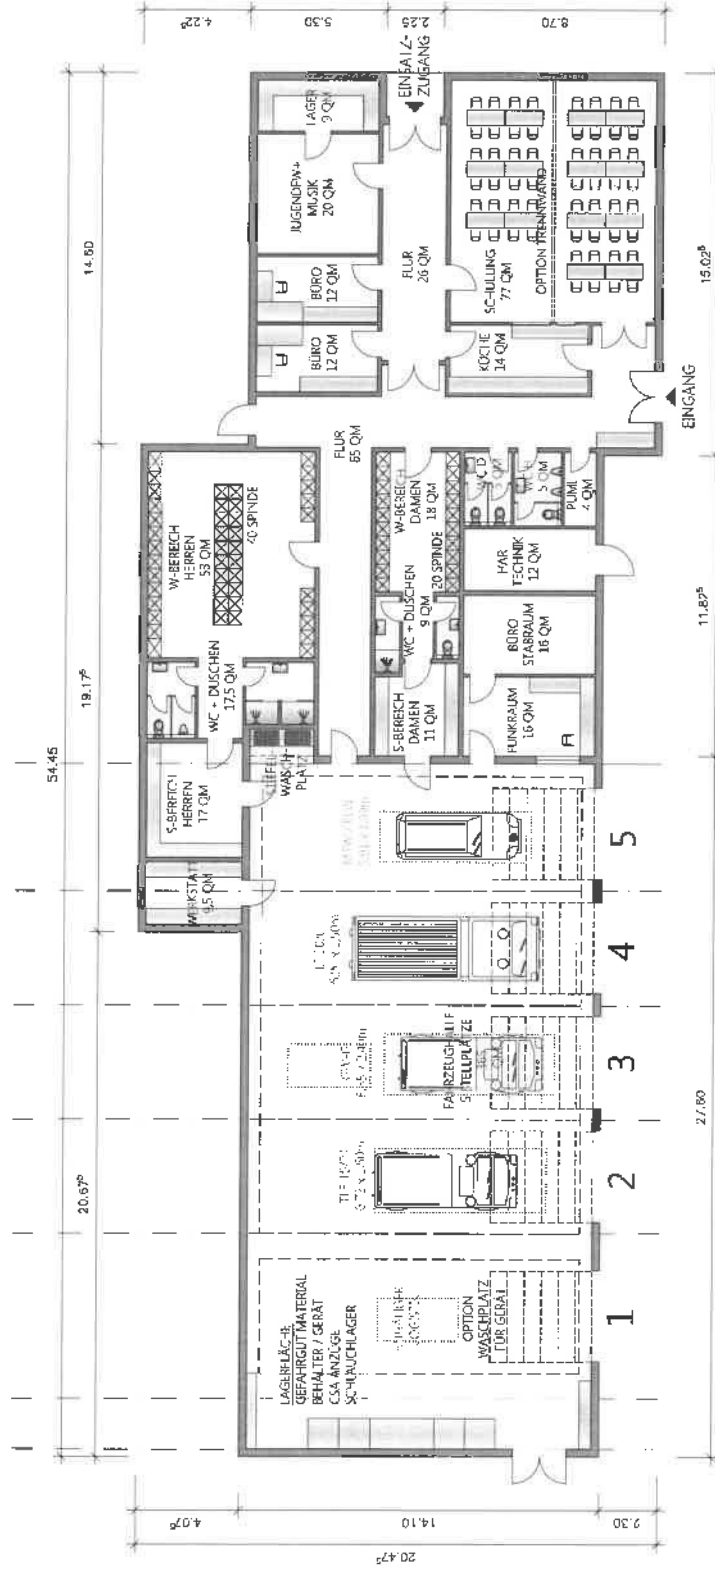 54.45
20.67⁵
19.17⁵
14.60
4.22⁵
5.30
2.25
8.70
4.07⁵
14.10
2.30
20.47⁵
27.60
11.82⁵
15.02⁵
LAGERFLÄCHE
GEFAHRGUT MATERIAL
BEHÄLTER / GERÄT
CSA ANZÜGE
SCHLAUCHLAGER
OPTION
WASCHPLATZ
FÜR GERÄT
FAHRZEUGHALLE
STELLPLÄTZE
1
2
3
4
5
WERKSTATT
9,5 QM
S-BEREICH
HERREN
17 QM
WASCH-
PLATZ
WC + DUSCHEN
17,5 QM
W-BEREICH
HERREN
53 QM
40 SPINDE
FLUR
65 QM
S-BEREICH
DAMEN
11 QM
WC + DUSCHEN
9 QM
W-BEREICH
DAMEN
18 QM
20 SPINDE
FUNKRAUM
16 QM
BÜRO
STABRAUM
16 QM
HAR
TECHNIK
12 QM
PUMI
4 QM
5 QM
BÜRO
12 QM
BÜRO
12 QM
JUGENDFW+
MUSIK
20 QM
LAGER
9 QM
FLUR
26 QM
EINSATZ-
ZUGANG
KÜCHE
14 QM
SCHULUNG
77 QM
OPTION TRENNWAND
EINGANG